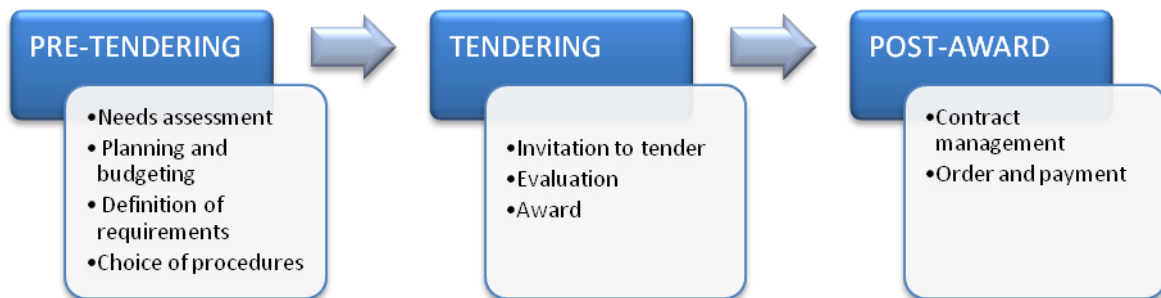 PRE-TENDERING
•Needs assessment
• Planning and
budgeting
• Definition of
requirements
•Choice of procedures
TENDERING
•Invitation to tender
•Evaluation
•Award
POST-AWARD
•Contract
management
•Order and payment